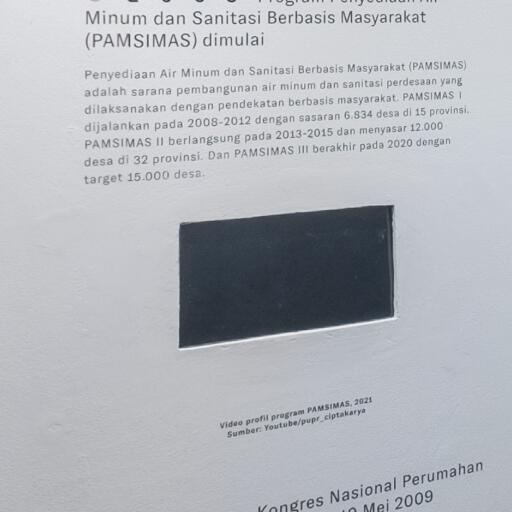 Program Penyediaan Air
Minum dan Sanitasi Berbasis Masyarakat
(PAMSIMAS) dimulai
Penyediaan Air Minum dan Sanitasi Berbasis Masyarakat (PAMSIMAS)
adalah sarana pembangunan air minum dan sanitasi perdesaan yang
dilaksanakan dengan pendekatan berbasis masyarakat. PAMSIMAS I
dijalankan pada 2008-2012 dengan sasaran 6.834 desa di 15 provinsi.
PAMSIMAS II berlangsung pada 2013-2015 dan menyasar 12.000
desa di 32 provinsi. Dan PAMSIMAS III berakhir pada 2020 dengan
target 15.000 desa.
Video profil program PAMSIMAS, 2021
Sumber: Youtube/pupr_ciptakarya
Kongres Nasional Perumahan
Mei 2009